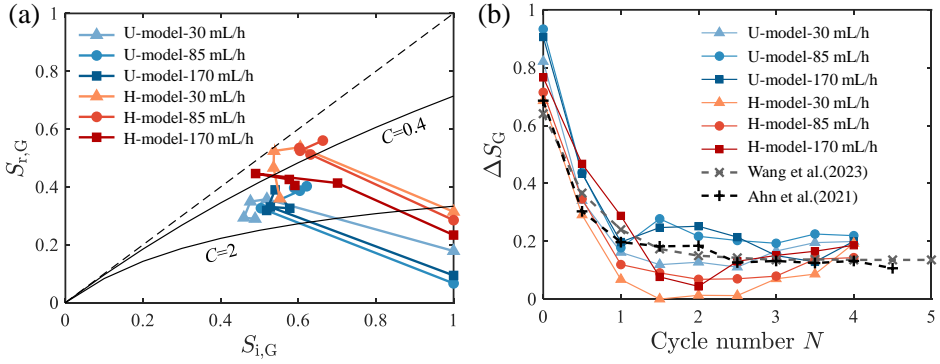 (a)
1
0.8
0.6
0.4
0.2
0
S_{r,G}
U-model-30 mL/h
U-model-85 mL/h
U-model-170 mL/h
H-model-30 mL/h
H-model-85 mL/h
H-model-170 mL/h
C=0.4
C=2
0 0.2 0.4 0.6 0.8 1
S_{i,G}
(b)
1.0
0.8
0.6
0.4
0.2
0
ΔS_G
U-model-30 mL/h
U-model-85 mL/h
U-model-170 mL/h
H-model-30 mL/h
H-model-85 mL/h
H-model-170 mL/h
Wang et al.(2023)
Ahn et al.(2021)
0 1 2 3 4 5
Cycle number N